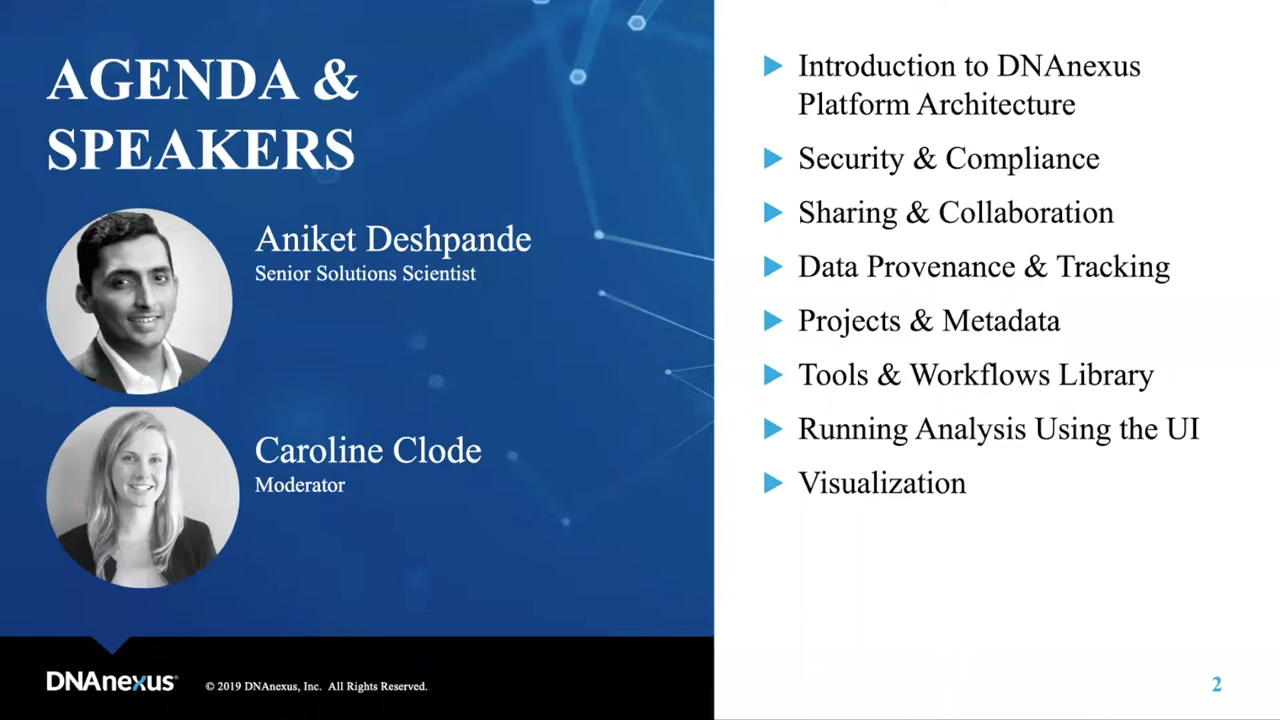 AGENDA &
SPEAKERS
Aniket Deshpande
Senior Solutions Scientist
Caroline Clode
Moderator
DNAnexus®
© 2019 DNAnexus, Inc. All Rights Reserved.
Introduction to DNAnexus
Platform Architecture
Security & Compliance
Sharing & Collaboration
Data Provenance & Tracking
Projects & Metadata
Tools & Workflows Library
Running Analysis Using the UI
Visualization
2